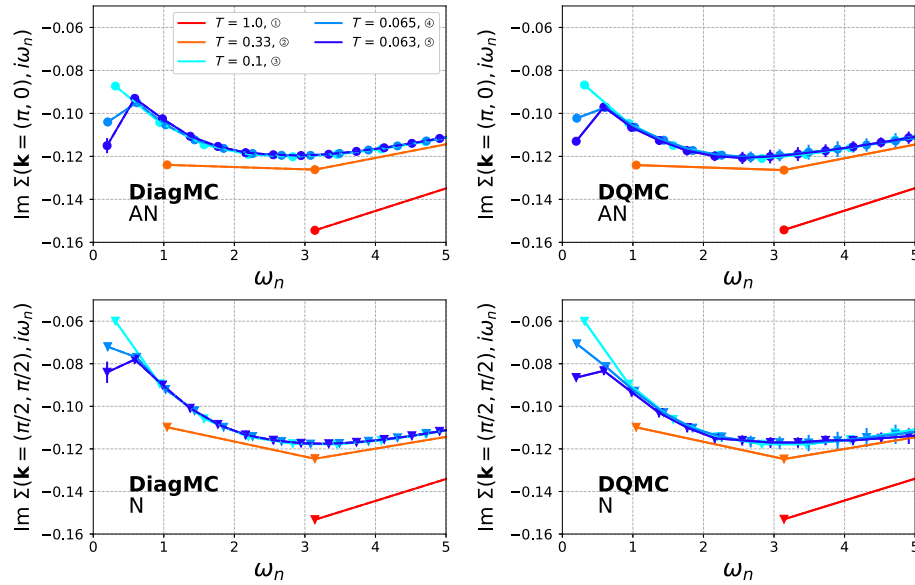 T = 1.0, ①
T = 0.33, ②
T = 0.1, ③
T = 0.065, ④
T = 0.063, ⑤
Im Σ(k = (π, 0), iωₙ)
−0.06
−0.08
−0.10
−0.12
−0.14
−0.16
DiagMC
AN
0 1 2 3 4 5
ωₙ
Im Σ(k = (π, 0), iωₙ)
−0.06
−0.08
−0.10
−0.12
−0.14
−0.16
DQMC
AN
0 1 2 3 4 5
ωₙ
Im Σ(k = (π/2, π/2), iωₙ)
−0.06
−0.08
−0.10
−0.12
−0.14
−0.16
DiagMC
N
0 1 2 3 4 5
ωₙ
Im Σ(k = (π/2, π/2), iωₙ)
−0.06
−0.08
−0.10
−0.12
−0.14
−0.16
DQMC
N
0 1 2 3 4 5
ωₙ